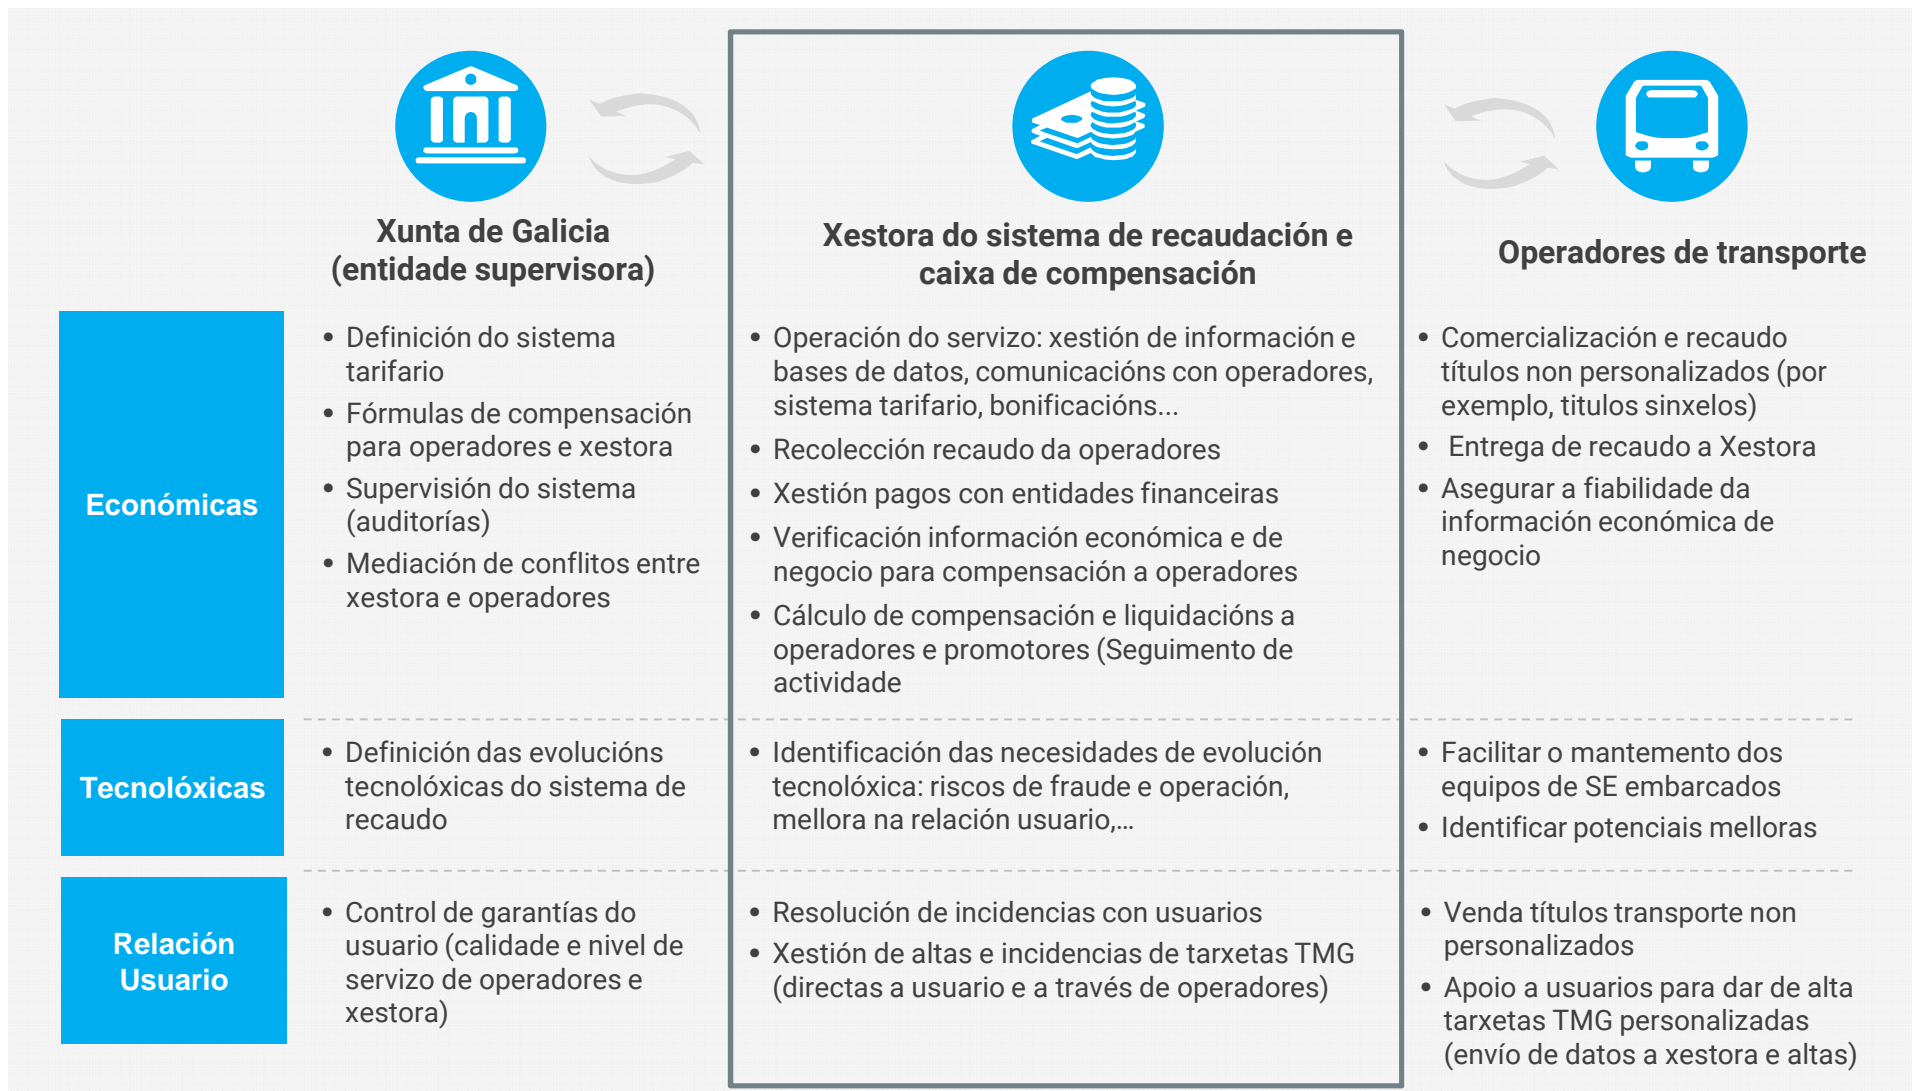 Xunta de Galicia
(entidade supervisora)
Xestora do sistema de recaudación e
caixa de compensación
Operadores de transporte
Económicas
• Definición do sistema
tarifario
• Fórmulas de compensación
para operadores e xestora
• Supervisión do sistema
(auditorías)
• Mediación de conflitos entre
xestora e operadores
• Operación do servizo: xestión de información e
bases de datos, comunicacións con operadores,
sistema tarifario, bonificacións...
• Recolección recaudo da operadores
• Xestión pagos con entidades financeiras
• Verificación información económica e de
negocio para compensación a operadores
• Cálculo de compensación e liquidacións a
operadores e promotores (Seguimento de
actividade
• Comercialización e recaudo
títulos non personalizados (por
exemplo, titulos sinxelos)
• Entrega de recaudo a Xestora
• Asegurar a fiabilidade da
información económica de
negocio
Tecnolóxicas
• Definición das evolucións
tecnolóxicas do sistema de
recaudo
• Identificación das necesidades de evolución
tecnolóxica: riscos de fraude e operación,
mellora na relación usuario,...
• Facilitar o mantemento dos
equipos de SE embarcados
• Identificar potenciais melloras
Relación
Usuario
• Control de garantías do
usuario (calidade e nivel de
servizo de operadores e
xestora)
• Resolución de incidencias con usuarios
• Xestión de altas e incidencias de tarxetas TMG
(directas a usuario e a través de operadores)
• Venda títulos transporte non
personalizados
• Apoio a usuarios para dar de alta
tarxetas TMG personalizadas
(envío de datos a xestora e altas)